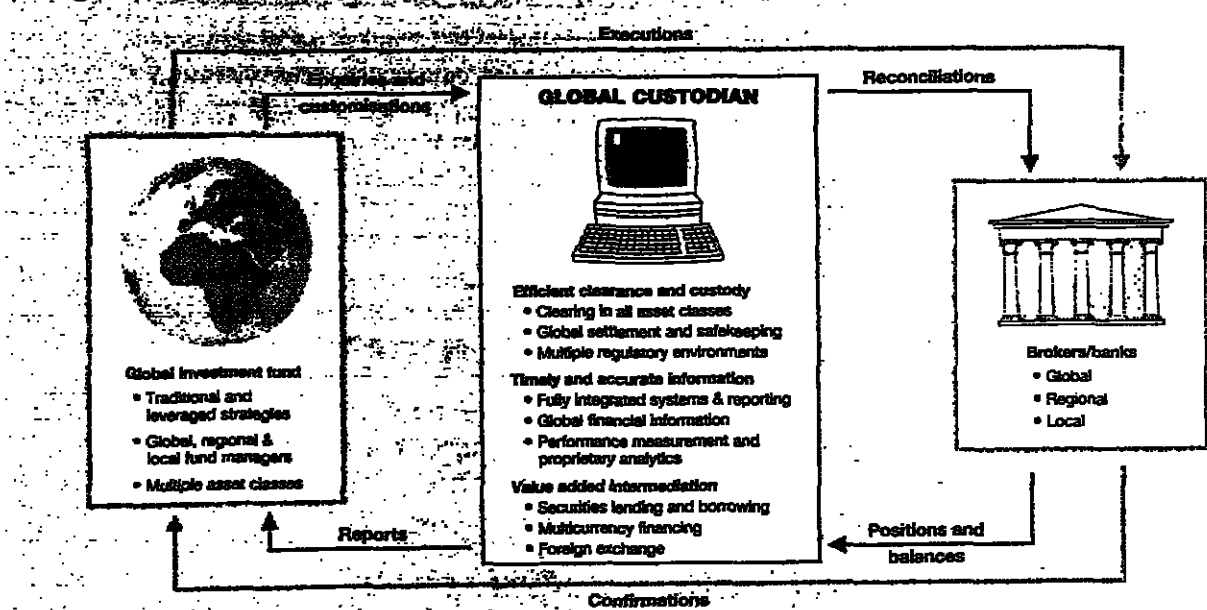 Executions
Enquiries and
customisations
GLOBAL CUSTODIAN
Reconciliations
Efficient clearance and custody
• Clearing in all asset classes
• Global settlement and safekeeping
• Multiple regulatory environments
Timely and accurate information
• Fully integrated systems & reporting
• Global financial information
• Performance measurement and
proprietary analytics
Value added intermediation
• Securities lending and borrowing
• Multicurrency financing
• Foreign exchange
Global investment fund
• Traditional and
leveraged strategies
• Global, regional &
local fund managers
• Multiple asset classes
Brokers/banks
• Global
• Regional
• Local
Reports
Positions and
balances
Confirmations